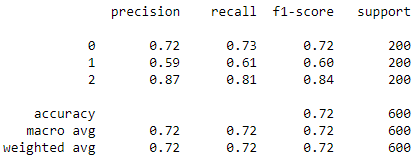 precision recall f1-score support
0 0.72 0.73 0.72 200
1 0.59 0.61 0.60 200
2 0.87 0.81 0.84 200
accuracy 0.72 600
macro avg 0.72 0.72 0.72 600
weighted avg 0.72 0.72 0.72 600